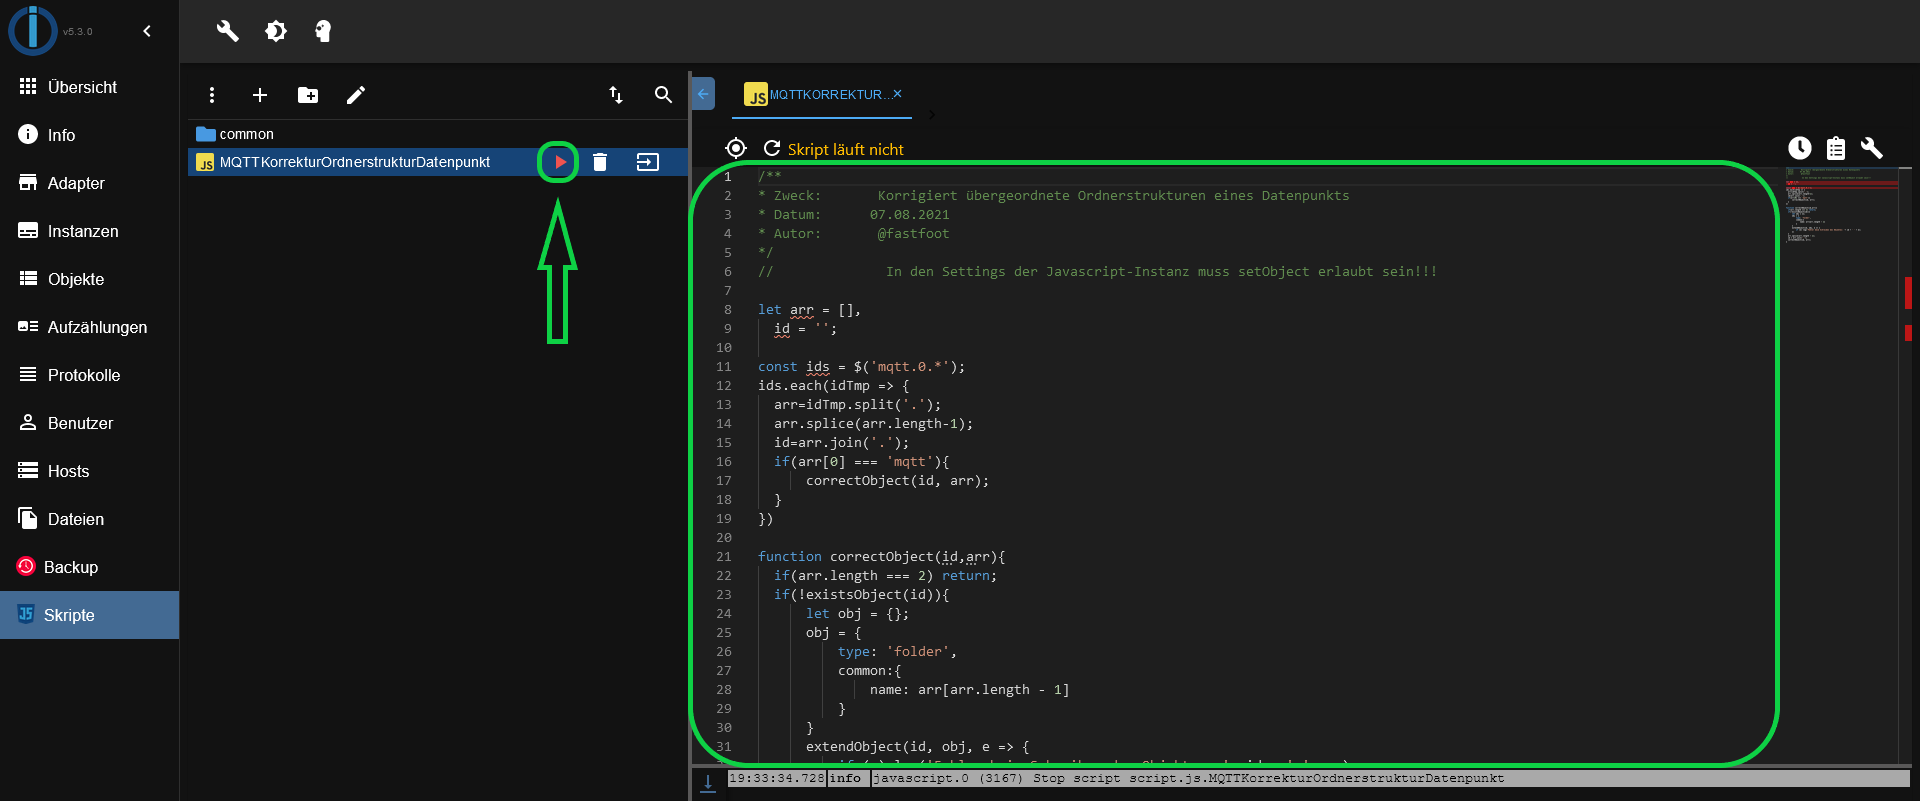 v5.3.0
Übersicht
Info
Adapter
Instanzen
Objekte
Aufzählungen
Protokolle
Benutzer
Hosts
Dateien
Backup
Skripte
common
JS MQTTKorrekturOrdnerstrukturDatenpunkt
JS MQTTKORREKTUR...
Skript läuft nicht
1 /**
2 * Zweck: Korrigiert übergeordnete Ordnerstrukturen eines Datenpunkts
3 * Datum: 07.08.2021
4 * Autor: @fastfoot
5 */
6 // In den Settings der Javascript-Instanz muss setObject erlaubt sein!!!
7
8 let arr = [],
9 id = '';
10
11 const ids = $('mqtt.0.*');
12 ids.each(idTmp => {
13 arr=idTmp.split('.');
14 arr.splice(arr.length-1);
15 id=arr.join('.');
16 if(arr[0] === 'mqtt'){
17 correctObject(id, arr);
18 }
19 })
20
21 function correctObject(id,arr){
22 if(arr.length === 2) return;
23 if(!existsObject(id)){
24 let obj = {};
25 obj = {
26 type: 'folder',
27 common:{
28 name: arr[arr.length - 1]
29 }
30 }
31 extendObject(id, obj, e => {
19:33:34.728 info javascript.0 (3167) Stop script script.js.MQTTKorrekturOrdnerstrukturDatenpunkt